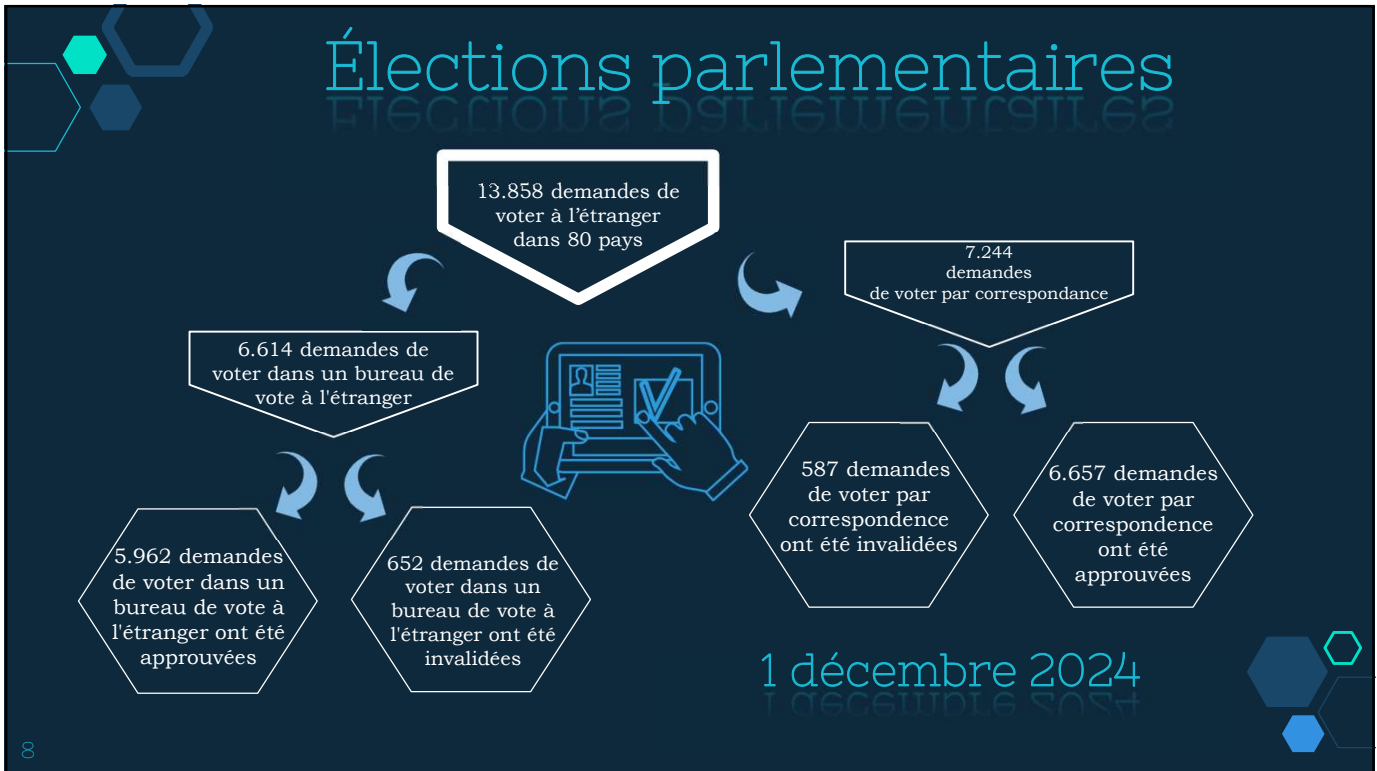 Élections parlementaires
13.858 demandes de
voter à l’étranger
dans 80 pays
7.244
demandes
de voter par correspondance
6.614 demandes de
voter dans un bureau de
vote à l'étranger
587 demandes
de voter par
correspondence
ont été invalidées
6.657 demandes
de voter par
correspondence
ont été
approuvées
5.962 demandes
de voter dans un
bureau de vote à
l'étranger ont été
approuvées
652 demandes de
voter dans un
bureau de vote à
l'étranger ont été
invalidées
1 décembre 2024
8